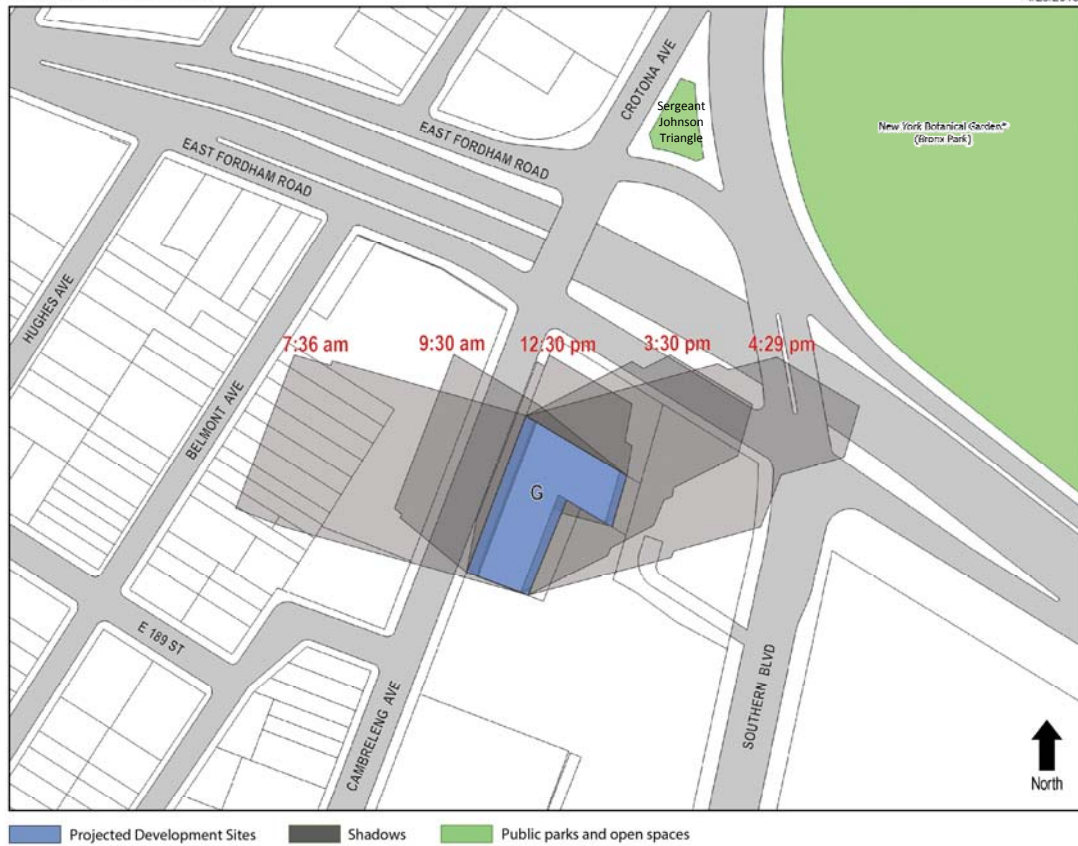 CROTONA AVE
Sergeant
Johnson
Triangle
New York Botanical Garden*
(Bronx Park)
EAST FORDHAM ROAD
EAST FORDHAM ROAD
HUGHES AVE
BELMONT AVE
7:36 am
9:30 am
12:30 pm
3:30 pm
4:29 pm
G
E 189 ST
CAMBRELENG AVE
SOUTHERN BLVD
North
Projected Development Sites
Shadows
Public parks and open spaces